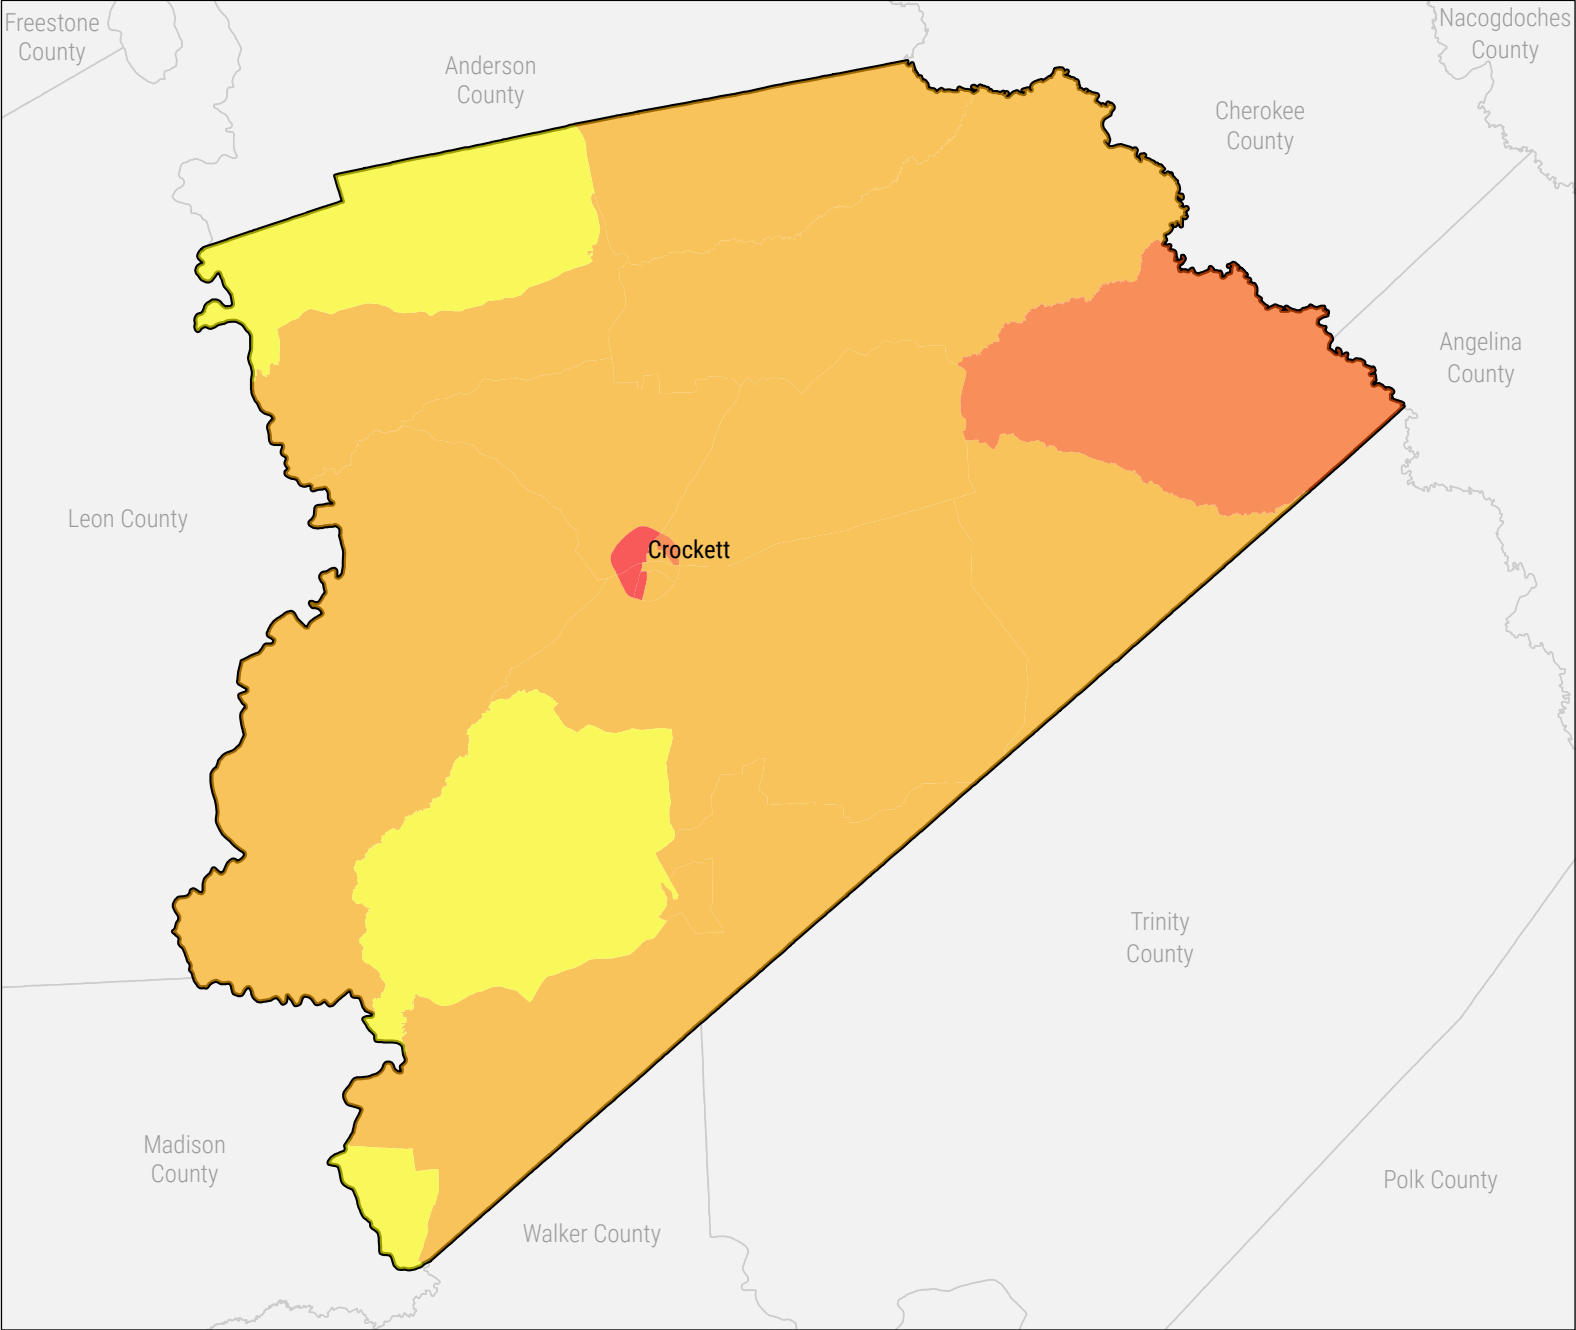 Freestone
County
Nacogdoches
County
Anderson
County
Cherokee
County
Angelina
County
Leon County
Crockett
Trinity
County
Madison
County
Polk County
Walker County